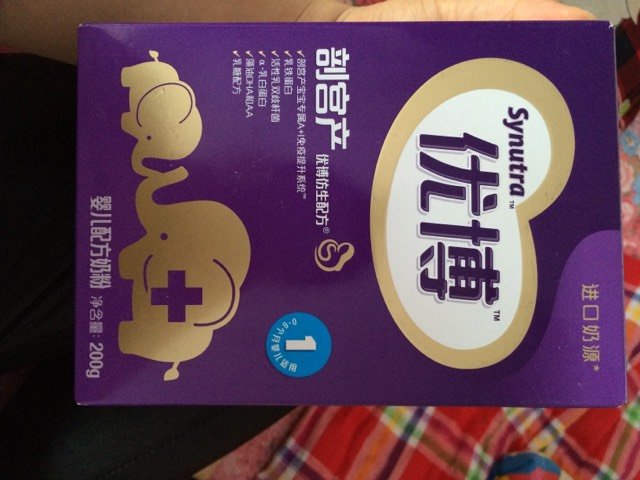 进口奶源*
Synutra™
优博™
剖宫产 优博仿生配方®
•剖宫产宝宝专属A+I免疫提升系统™
•乳铁蛋白
•活性乳双歧杆菌
•α-乳白蛋白
•藻油DHA和AA
•乳糖配方
1
0-6个月婴儿适用
婴儿配方奶粉 净含量：200g